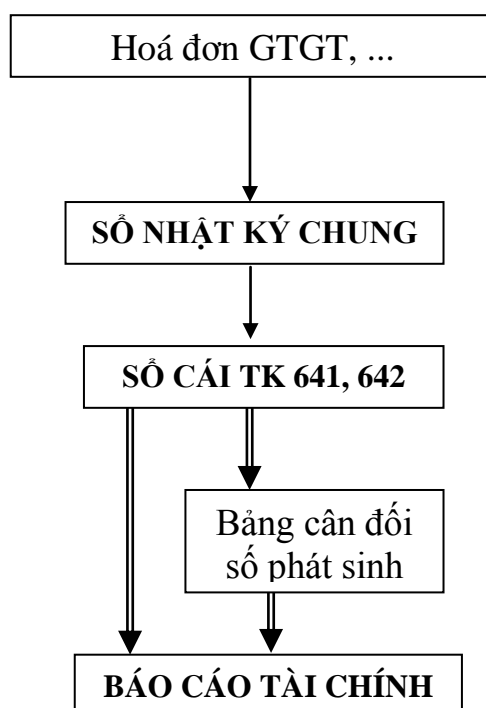 Hoá đơn GTGT, ...
SỔ NHẬT KÝ CHUNG
SỔ CÁI TK 641, 642
Bảng cân đối
số phát sinh
BÁO CÁO TÀI CHÍNH